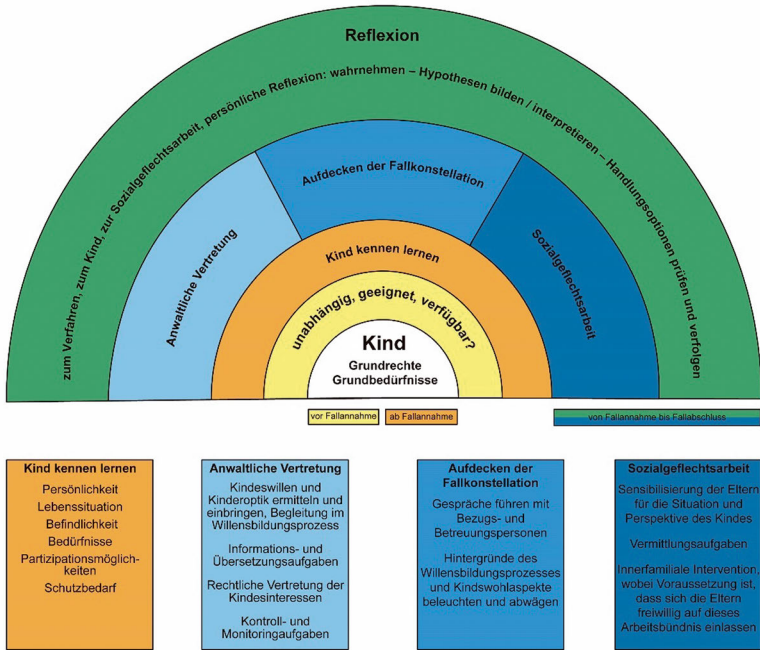 Reflexion
zum Verfahren, zum Kind, zur Sozialgeflechtsarbeit, persönliche Reflexion: wahrnehmen – Hypothesen bilden / interpretieren – Handlungsoptionen prüfen und verfolgen
Anwaltliche Vertretung
Aufdecken der Fallkonstellation
Sozialgeflechtsarbeit
Kind kennen lernen
unabhängig, geeignet, verfügbar?
Kind
Grundrechte
Grundbedürfnisse
vor Fallannahme
ab Fallannahme
von Fallannahme bis Fallabschluss
Kind kennen lernen
Persönlichkeit
Lebenssituation
Befindlichkeit
Bedürfnisse
Partizipationsmöglich-
keiten
Schutzbedarf
Anwaltliche Vertretung
Kindeswillen und
Kinderoptik ermitteln und
einbringen, Begleitung im
Willensbildungsprozess
Informations- und
Übersetzungsaufgaben
Rechtliche Vertretung der
Kindesinteressen
Kontroll- und
Monitoringaufgaben
Aufdecken der
Fallkonstellation
Gespräche führen mit
Bezugs- und
Betreuungspersonen
Hintergründe des
Willensbildungsprozesses
und Kindswohlaspekte
beleuchten und abwägen
Sozialgeflechtsarbeit
Sensibilisierung der Eltern
für die Situation und
Perspektive des Kindes
Vermittlungsaufgaben
Innerfamiliale Intervention,
wobei Voraussetzung ist,
dass sich die Eltern
freiwillig auf dieses
Arbeitsbündnis einlassen